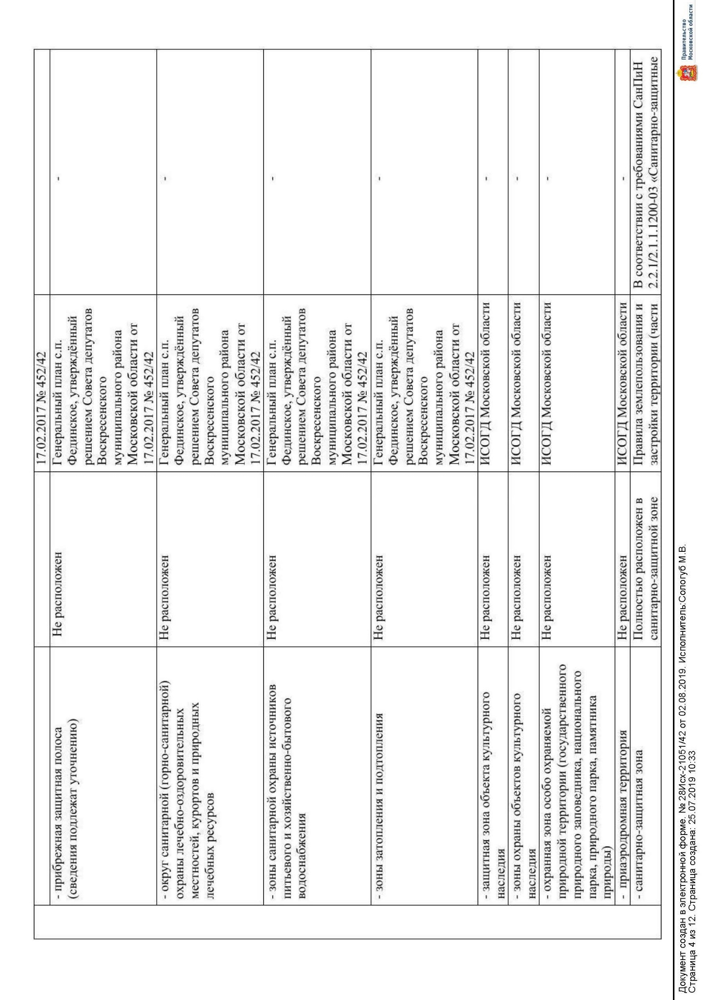 17.02.2017 № 452/42
- прибрежная защитная полоса
(сведения подлежат уточнению)
Не расположен
Генеральный план с.п.
Фединское, утверждённый
решением Совета депутатов
Воскресенского
муниципального района
Московской области от
17.02.2017 № 452/42
-
- округ санитарной (горно-санитарной)
охраны лечебно-оздоровительных
местностей, курортов и природных
лечебных ресурсов
Не расположен
Генеральный план с.п.
Фединское, утверждённый
решением Совета депутатов
Воскресенского
муниципального района
Московской области от
17.02.2017 № 452/42
-
- зоны санитарной охраны источников
питьевого и хозяйственно-бытового
водоснабжения
Не расположен
Генеральный план с.п.
Фединское, утверждённый
решением Совета депутатов
Воскресенского
муниципального района
Московской области от
17.02.2017 № 452/42
-
- зоны затопления и подтопления
Не расположен
Генеральный план с.п.
Фединское, утверждённый
решением Совета депутатов
Воскресенского
муниципального района
Московской области от
17.02.2017 № 452/42
-
- защитная зона объекта культурного
наследия
Не расположен
ИСОГД Московской области
-
- зоны охраны объектов культурного
наследия
Не расположен
ИСОГД Московской области
-
- охранная зона особо охраняемой
природной территории (государственного
природного заповедника, национального
парка, природного парка, памятника
природы)
Не расположен
ИСОГД Московской области
-
- приаэродромная территория
Не расположен
ИСОГД Московской области
-
- санитарно-защитная зона
Полностью расположен в
санитарно-защитной зоне
Правила землепользования и
застройки территории (части
В соответствии с требованиями СанПиН
2.2.1/2.1.1.1200-03 «Санитарно-защитные
Документ создан в электронной форме. № 28Исх-21051/42 от 02.08.2019. Исполнитель:Сологуб М.В.
Страница 4 из 12. Страница создана: 25.07.2019 10:33
Правительство
Московской области